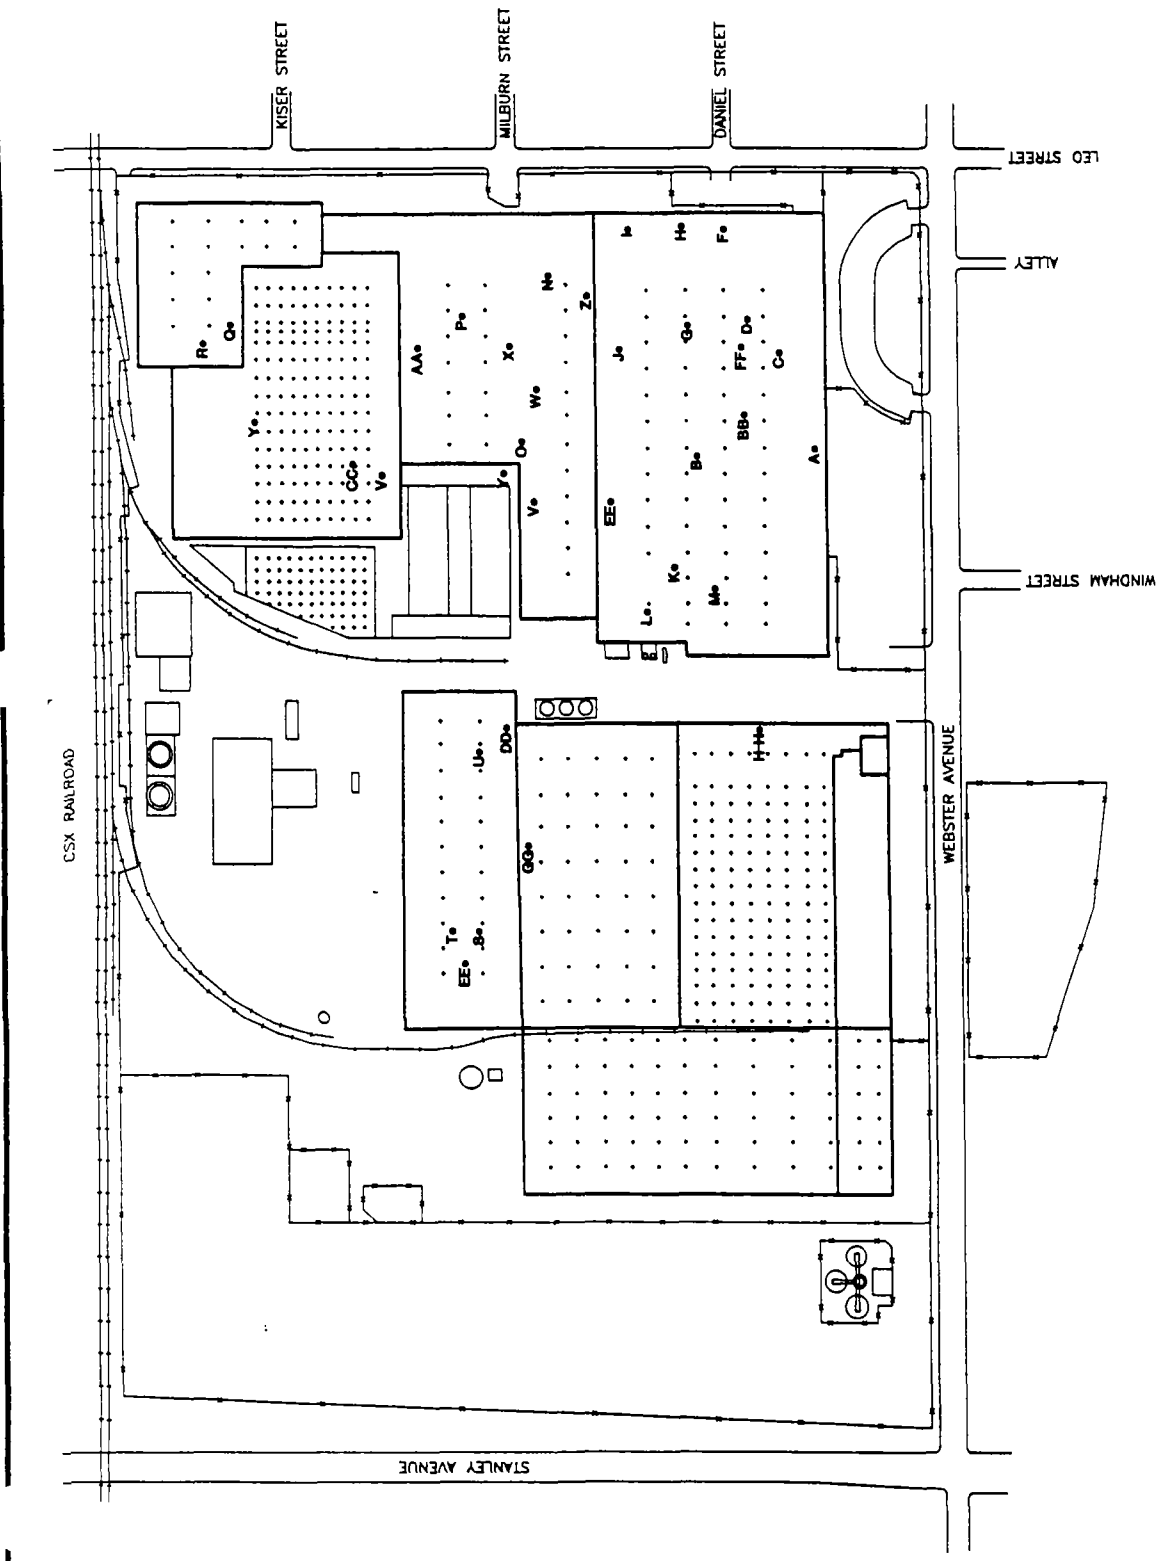 KISER STREET
MILBURN STREET
DANIEL STREET
LEO STREET
ALLEY
WINDHAM STREET
WEBSTER AVENUE
STANLEY AVENUE
CSX RAILROAD
R
Q
Y
CC
V
AA
P
X
N
Z
W
O
Y
V
I
H
F
J
G
D
FF
C
BB
B
A
EE
K
M
L
DD
U
HH
GG
T
S
EE